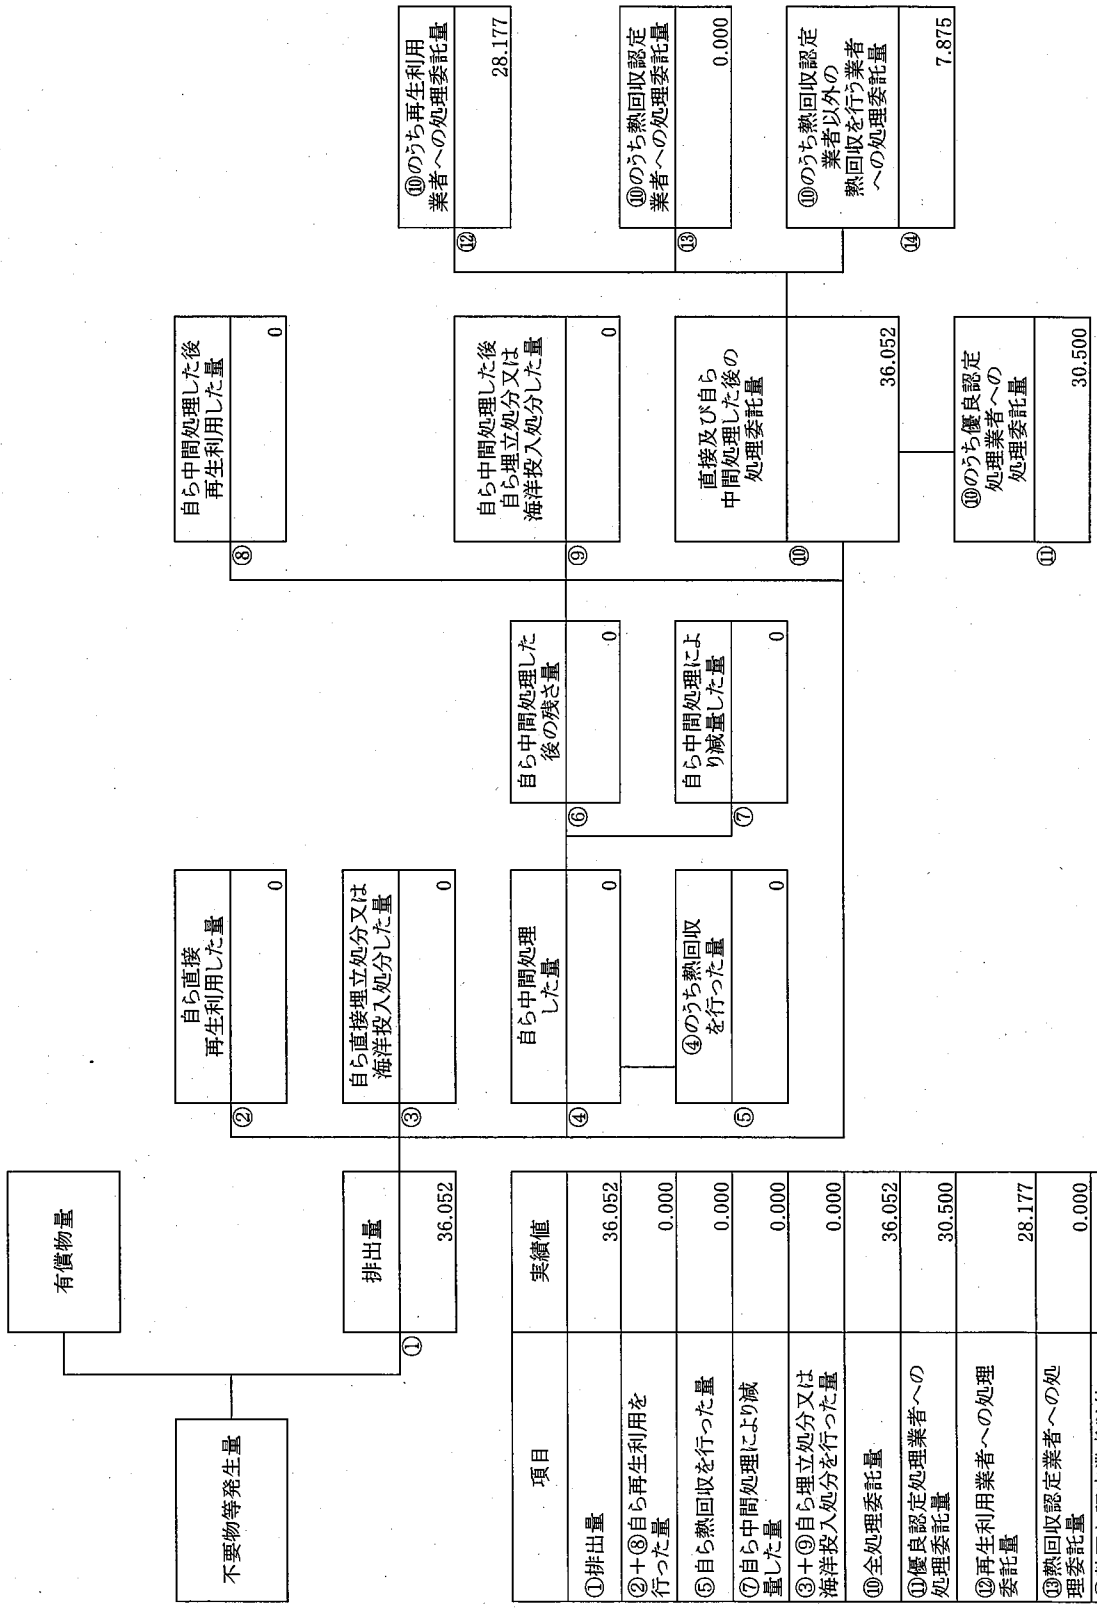 不要物等発生量
有償物量
排出量
①
36.052
自ら直接
再生利用した量
②
0
自ら直接埋立処分又は
海洋投入処分した量
③
0
自ら中間処理
した量
④
0
④のうち熱回収
を行った量
⑤
0
自ら中間処理した
後の残さ量
⑥
0
自ら中間処理によ
り減量した量
⑦
0
自ら中間処理した後
再生利用した量
⑧
0
自ら中間処理した後
自ら埋立処分又は
海洋投入処分した量
⑨
0
直接及び自ら
中間処理した後の
処理委託量
⑩
36.052
⑩のうち優良認定
処理業者への
処理委託量
⑪
30.500
⑩のうち再生利用
業者への処理委託量
⑫
28.177
⑩のうち熱回収認定
業者への処理委託量
⑬
0.000
⑩のうち熱回収認定
業者以外の
熱回収を行う業者
への処理委託量
⑭
7.875
項目 実績値
①排出量 36.052
②+⑧自ら再生利用を
行った量 0.000
⑤自ら熱回収を行った量 0.000
⑦自ら中間処理により減
量した量 0.000
③+⑨自ら埋立処分又は
海洋投入処分を行った量 0.000
⑩全処理委託量 36.052
⑪優良認定処理業者への
処理委託量 30.500
⑫再生利用業者への処理
委託量 28.177
⑬熱回収認定業者への処
理委託量 0.000